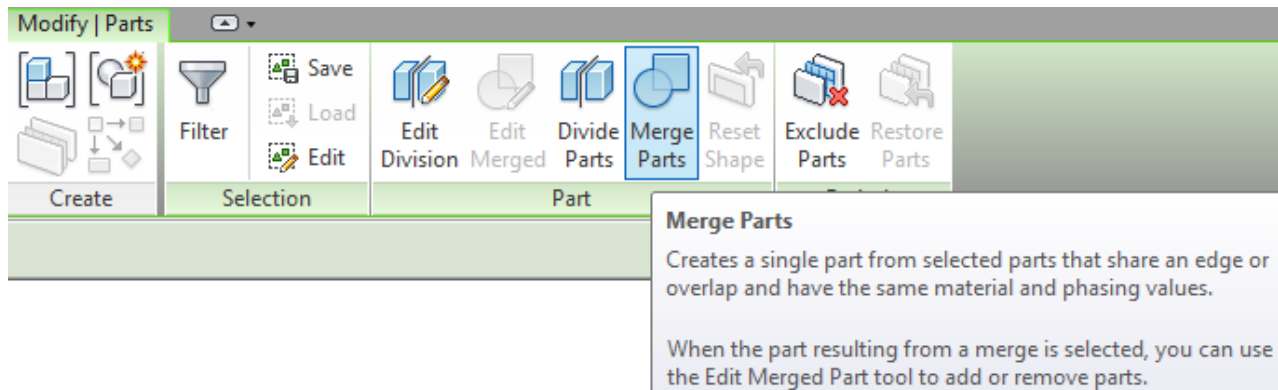 Modify | Parts
Save
Load
Edit
Filter
Edit Division
Edit Merged
Divide Parts
Merge Parts
Reset Shape
Exclude Parts
Restore Parts
Create
Selection
Part
Merge Parts
Creates a single part from selected parts that share an edge or
overlap and have the same material and phasing values.
When the part resulting from a merge is selected, you can use
the Edit Merged Part tool to add or remove parts.